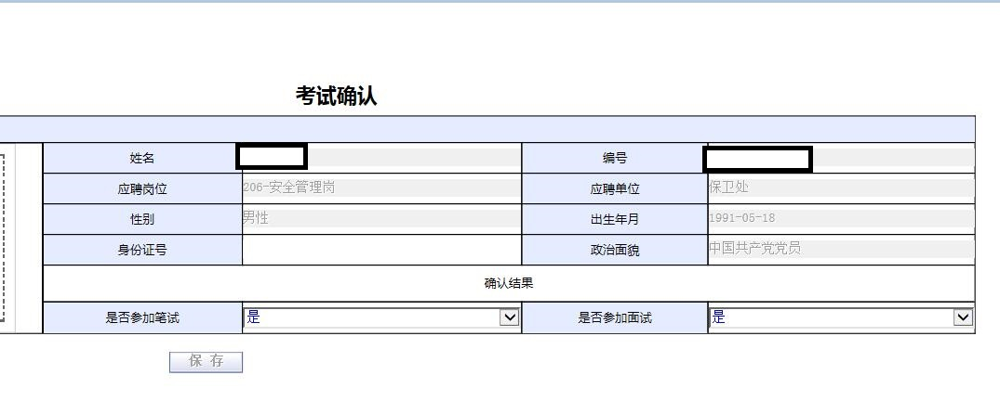 考试确认
姓名 编号
应聘岗位 206-安全管理岗 应聘单位 保卫处
性别 男性 出生年月 1991-05-18
身份证号 政治面貌 中国共产党党员
确认结果
是否参加笔试 是 是否参加面试 是
保 存